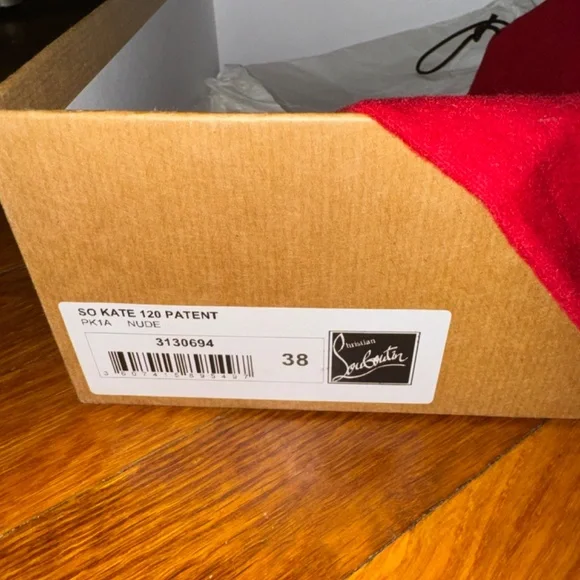 SO KATE 120 PATENT
PK1A NUDE
3130694
38
Christian
Louboutin